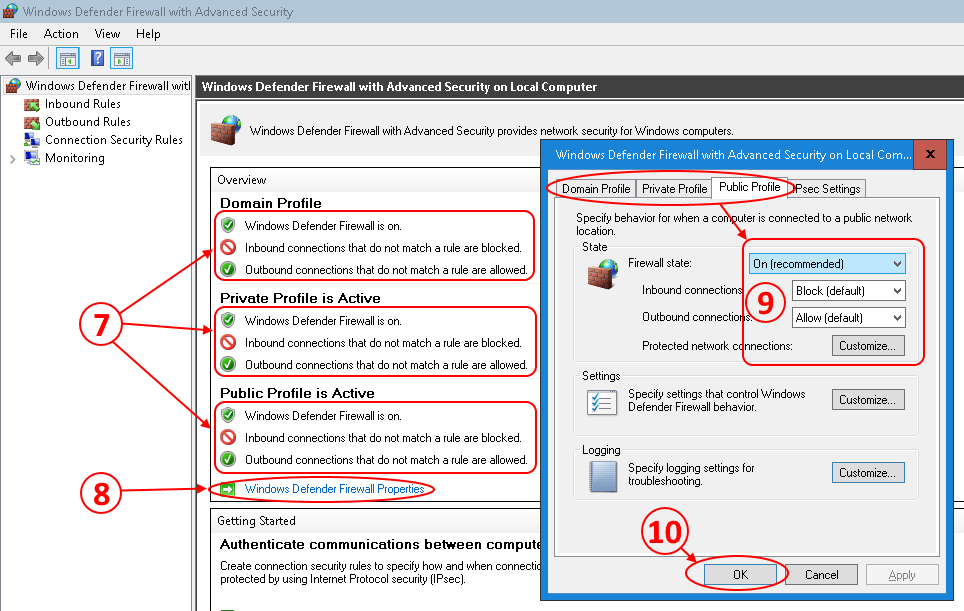 Windows Defender Firewall with Advanced Security
File Action View Help
?
Windows Defender Firewall witl
Inbound Rules
Outbound Rules
Connection Security Rules
Monitoring
Windows Defender Firewall with Advanced Security on Local Computer
Windows Defender Firewall with Advanced Security provides network security for Windows computers.
Overview
Domain Profile
Windows Defender Firewall is on.
Inbound connections that do not match a rule are blocked.
Outbound connections that do not match a rule are allowed.
7
Private Profile is Active
Windows Defender Firewall is on.
Inbound connections that do not match a rule are blocked.
Outbound connections that do not match a rule are allowed.
Public Profile is Active
Windows Defender Firewall is on.
Inbound connections that do not match a rule are blocked.
Outbound connections that do not match a rule are allowed.
8
Windows Defender Firewall Properties
Getting Started
Authenticate communications between compute
Create connection security rules to specify how and when connectio
protected by using Internet Protocol security (IPsec).
Windows Defender Firewall with Advanced Security on Local Com... x
Domain Profile Private Profile Public Profile IPsec Settings
Specify behavior for when a computer is connected to a public network
location.
State
Firewall state: On (recommended)
Inbound connections: Block (default)
9
Outbound connections: Allow (default)
Protected network connections: Customize...
Settings
Specify settings that control Windows
Defender Firewall behavior.
Customize...
Logging
Specify logging settings for
troubleshooting.
Customize...
10
OK Cancel Apply